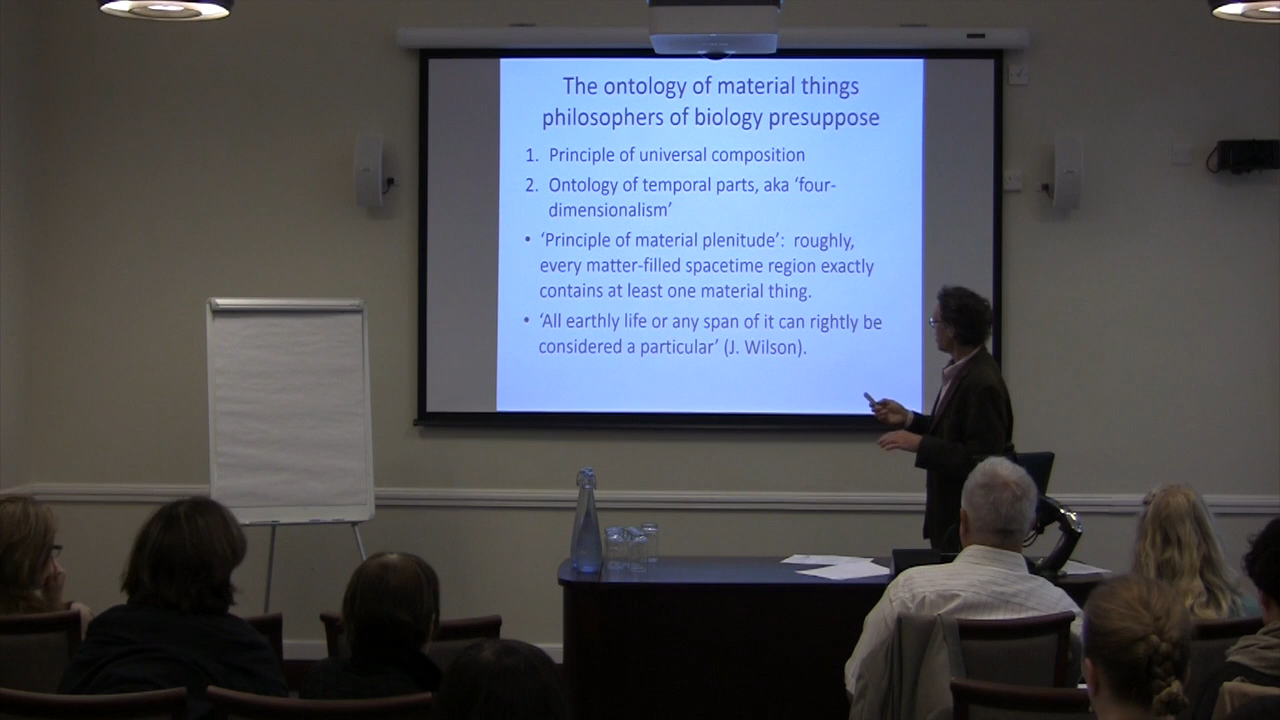 The ontology of material things
philosophers of biology presuppose
1. Principle of universal composition
2. Ontology of temporal parts, aka ‘four-
dimensionalism’
• ‘Principle of material plenitude’: roughly,
every matter-filled spacetime region exactly
contains at least one material thing.
• ‘All earthly life or any span of it can rightly be
considered a particular’ (J. Wilson).